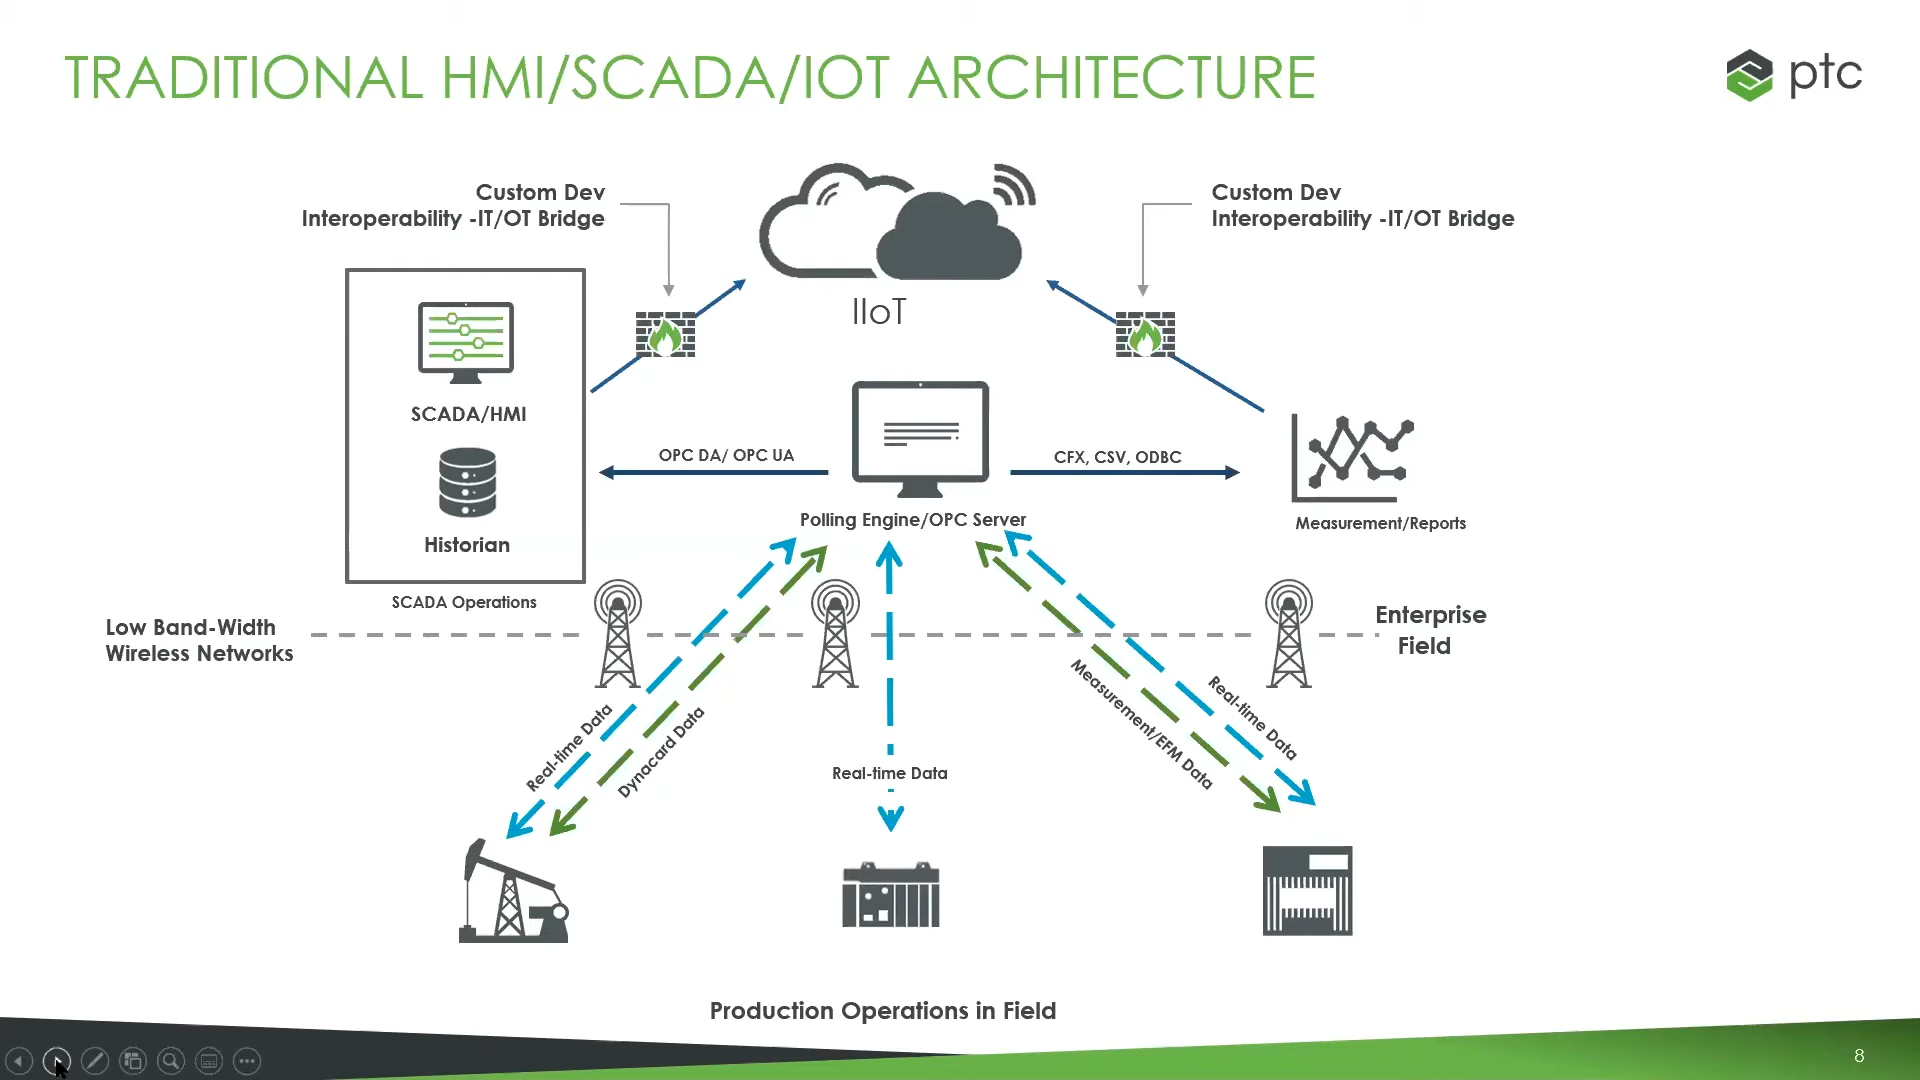 TRADITIONAL HMI/SCADA/IOT ARCHITECTURE
ptc
Custom Dev
Interoperability -IT/OT Bridge
Custom Dev
Interoperability -IT/OT Bridge
IIoT
SCADA/HMI
Historian
SCADA Operations
OPC DA/ OPC UA
CFX, CSV, ODBC
Polling Engine/OPC Server
Measurement/Reports
Low Band-Width
Wireless Networks
Enterprise
Field
Real-time Data
Dynacard Data
Real-time Data
Measurement/EFM Data
Real-time Data
Production Operations in Field
8